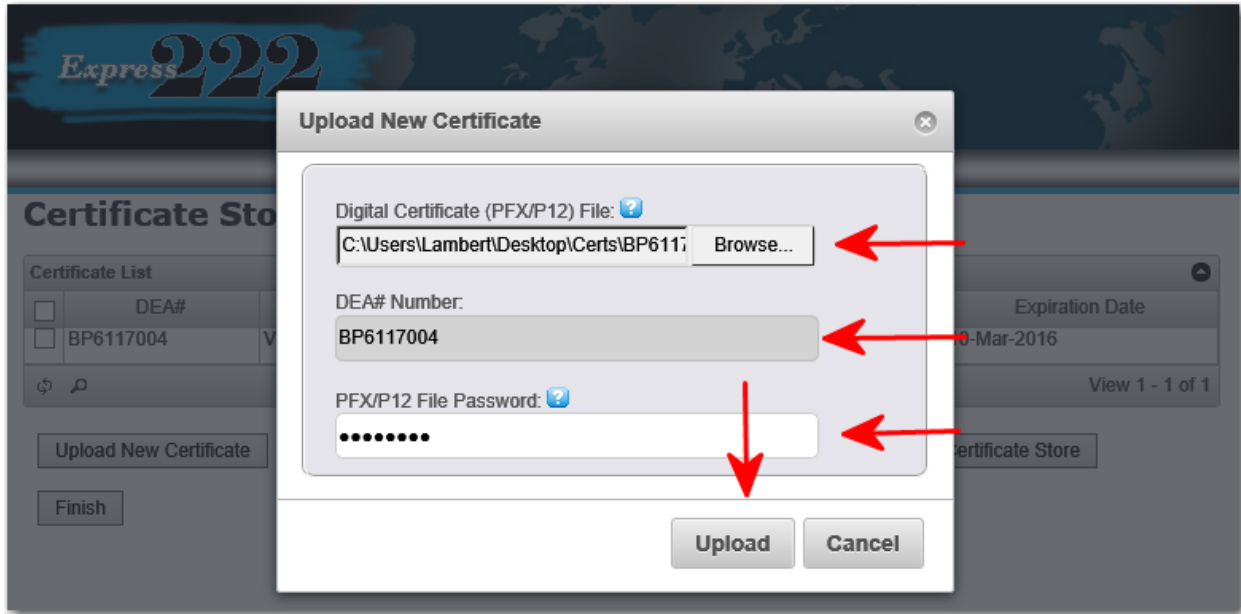 Express 222
Upload New Certificate
Certificate Sto
Digital Certificate (PFX/P12) File:
C:\Users\Lambert\Desktop\Certs\BP6117 Browse...
Certificate List
DEA# Expiration Date
DEA# Number:
BP6117004 V BP6117004 0-Mar-2016
View 1 - 1 of 1
PFX/P12 File Password:
••••••••
Upload New Certificate ertificate Store
Finish
Upload Cancel